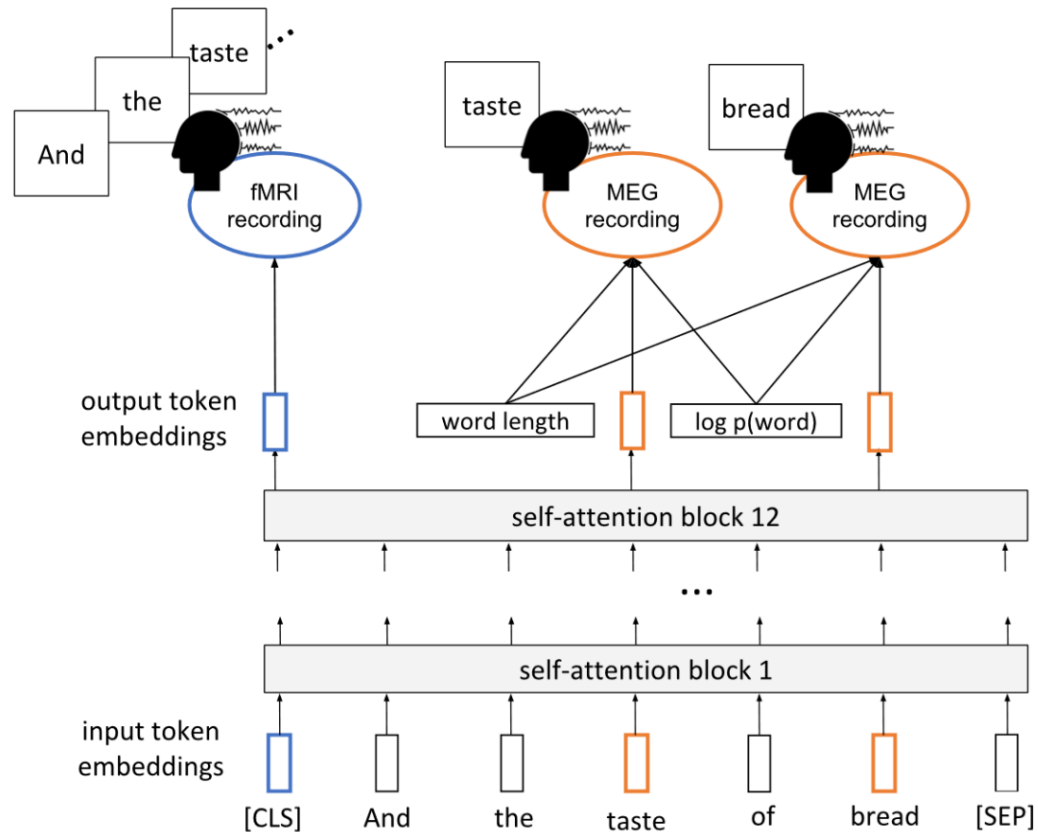 taste
the
And
taste
bread
fMRI
recording
MEG
recording
MEG
recording
output token
embeddings
word length
log p(word)
self-attention block 12
...
self-attention block 1
input token
embeddings
[CLS] And the taste of bread [SEP]